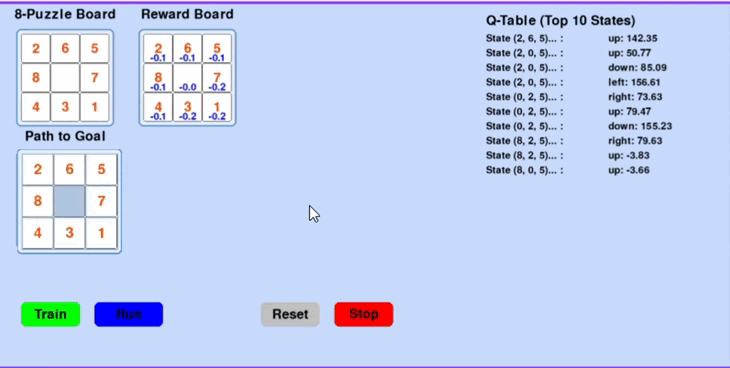 8-Puzzle Board
2 6 5
8 7
4 3 1
Reward Board
2 6 5
-0.1 -0.1 -0.1
8 7
-0.1 -0.0 -0.2
4 3 1
-0.1 -0.2 -0.2
Path to Goal
2 6 5
8 7
4 3 1
Q-Table (Top 10 States)
State (2, 6, 5)... : up: 142.35
State (2, 0, 5)... : up: 50.77
State (2, 0, 5)... : down: 85.09
State (2, 0, 5)... : left: 156.61
State (0, 2, 5)... : right: 73.63
State (0, 2, 5)... : up: 79.47
State (0, 2, 5)... : down: 155.23
State (8, 2, 5)... : right: 79.63
State (8, 2, 5)... : up: -3.83
State (8, 0, 5)... : up: -3.66
Train Run Reset Stop